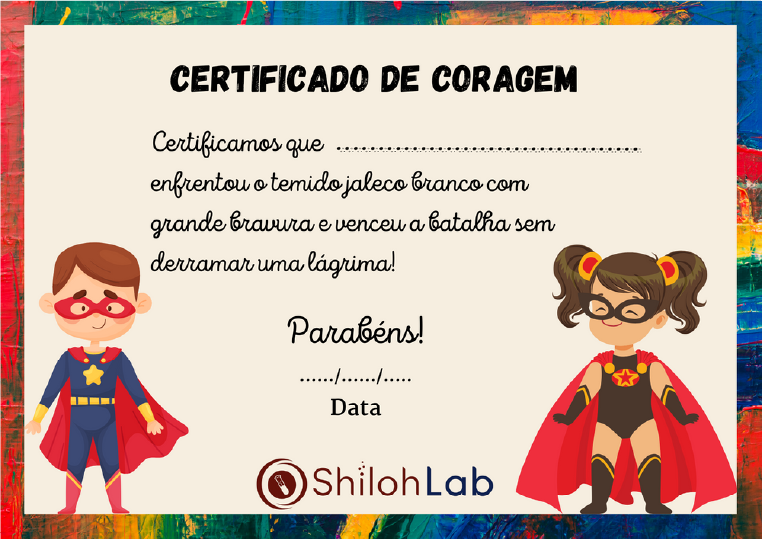 CERTIFICADO DE CORAGEM
Certificamos que ..........................................
enfrentou o temido jaleco branco com
grande bravura e venceu a batalha sem
derramar uma lágrima!
Parabéns!
....../....../.....
Data
ShilohLab